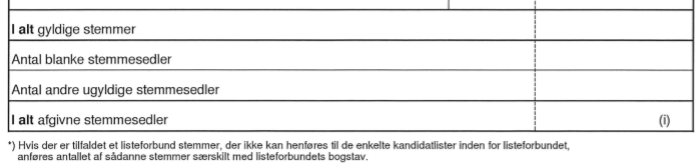 I alt gyldige stemmer
Antal blanke stemmesedler
Antal andre ugyldige stemmesedler
I alt afgivne stemmesedler (i)
*) Hvis der er tilfaldet et listeforbund stemmer, der ikke kan henføres til de enkelte kandidatlister inden for listeforbundet,
anføres antallet af sådanne stemmer særskilt med listeforbundets bogstav.